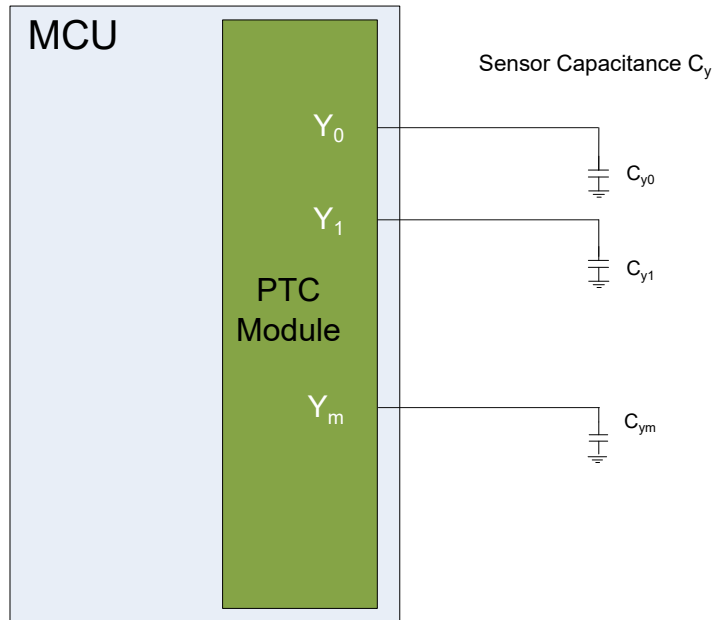 MCU
Sensor Capacitance Cy
Y0
Cy0
Y1
Cy1
PTC
Module
Ym
Cym